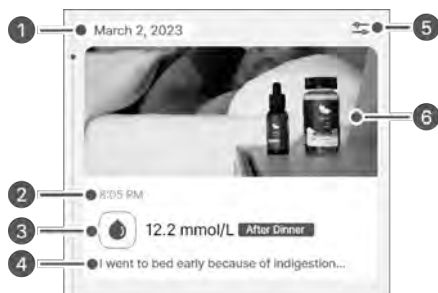 1 March 2, 2023 5
6
2 8:05 PM
3 12.2 mmol/L After Dinner
4 I went to bed early because of indigestion...